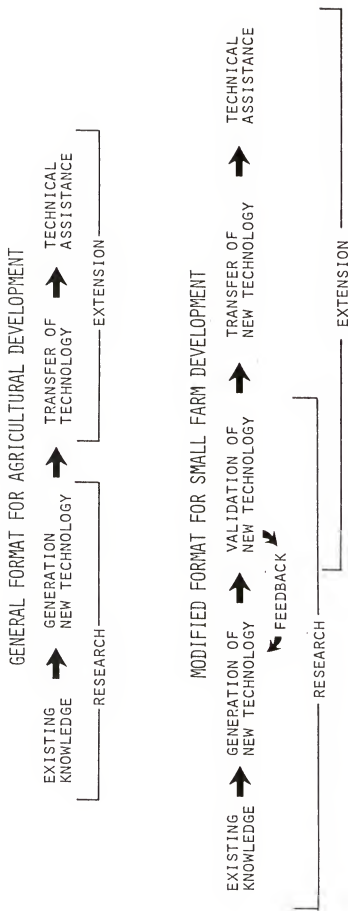 GENERAL FORMAT FOR AGRICULTURAL DEVELOPMENT
EXISTING
KNOWLEDGE
GENERATION
NEW TECHNOLOGY
TRANSFER OF
TECHNOLOGY
TECHNICAL
ASSISTANCE
RESEARCH
EXTENSION
MODIFIED FORMAT FOR SMALL FARM DEVELOPMENT
EXISTING
KNOWLEDGE
GENERATION OF
NEW TECHNOLOGY
VALIDATION OF
NEW TECHNOLOGY
TRANSFER OF
NEW TECHNOLOGY
TECHNICAL
ASSISTANCE
FEEDBACK
RESEARCH
EXTENSION